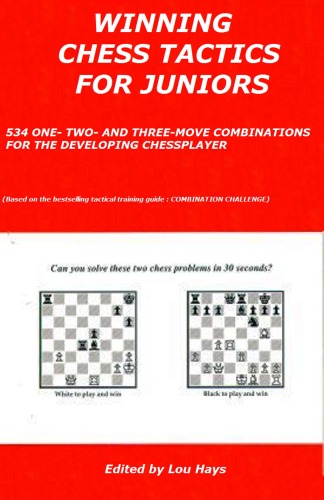 WINNING
CHESS TACTICS
FOR JUNIORS
534 ONE- TWO- AND THREE-MOVE COMBINATIONS
FOR THE DEVELOPING CHESSPLAYER
(Based on the bestselling tactical training guide : COMBINATION CHALLENGE)
Can you solve these two chess problems in 30 seconds?
White to play and win
Black to play and win
Edited by Lou Hays